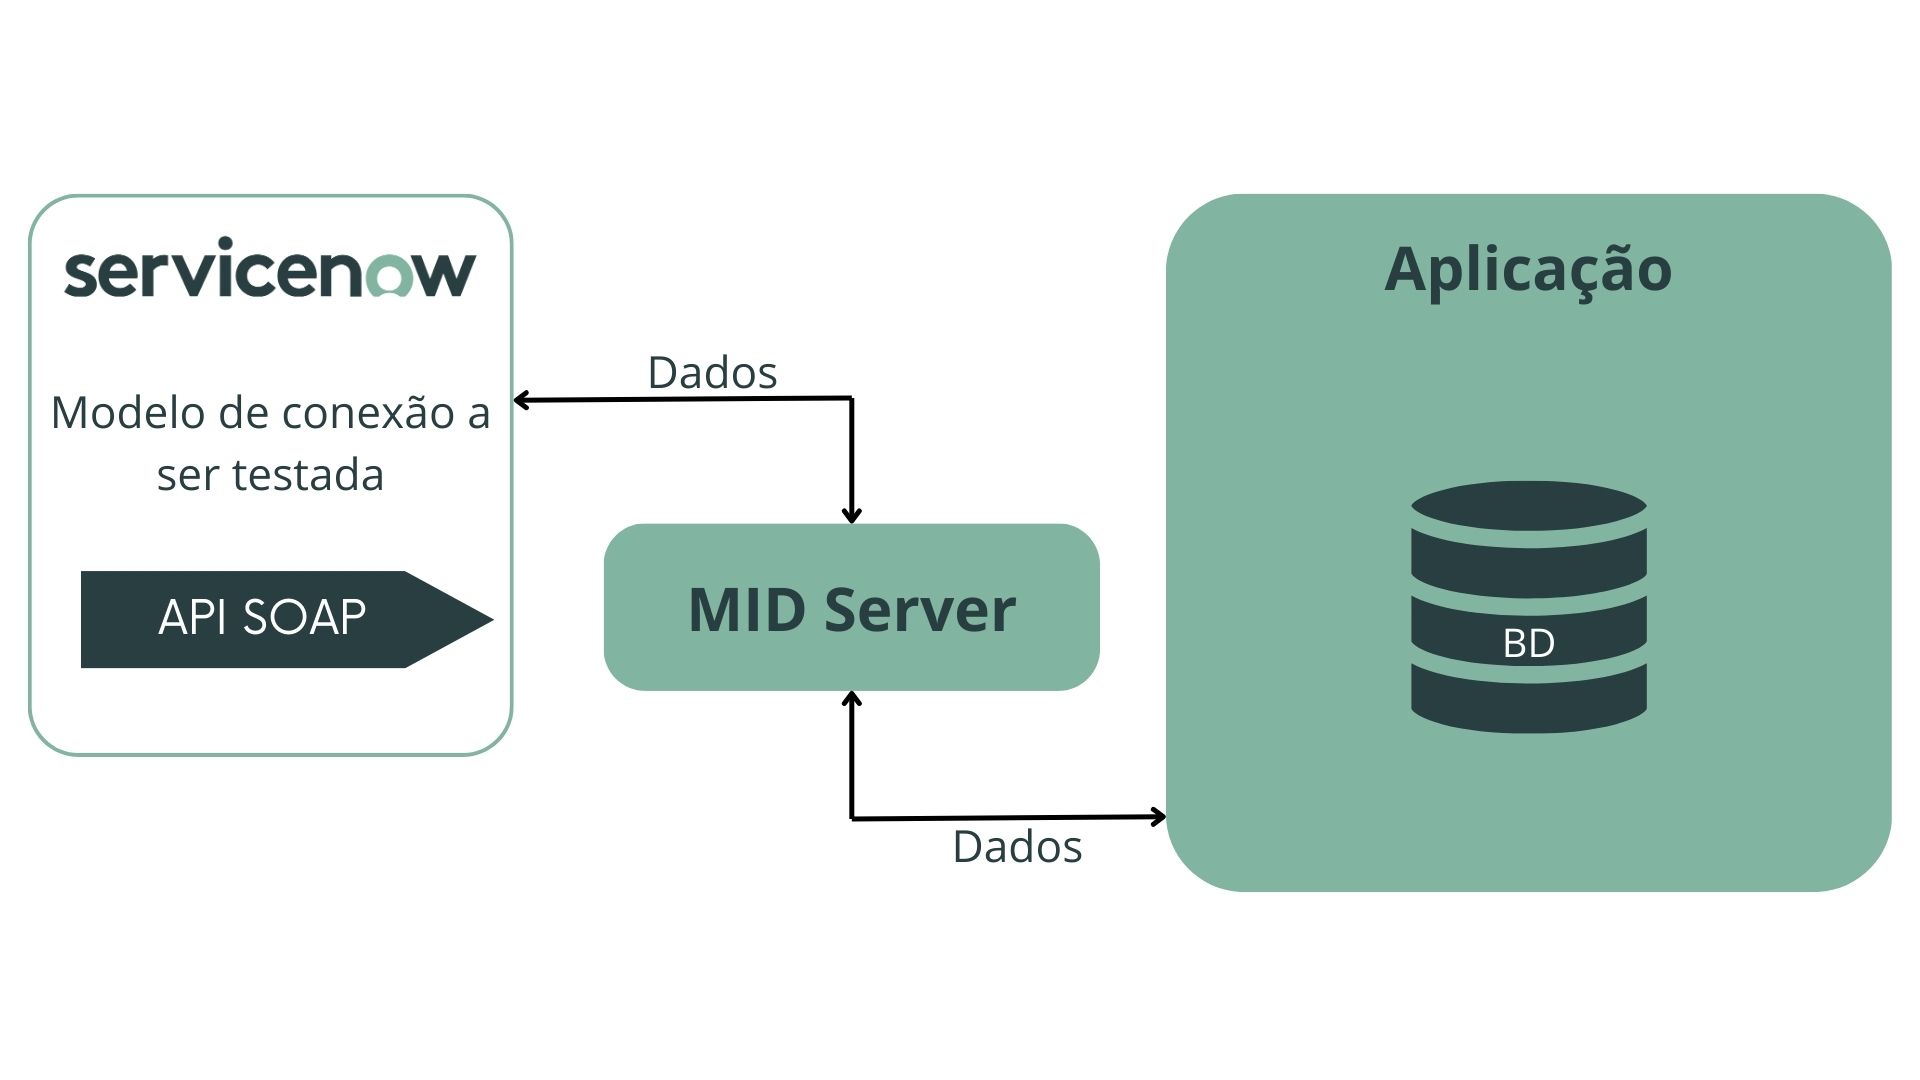 servicenow
Modelo de conexão a
ser testada
API SOAP
Dados
MID Server
Dados
Aplicação
BD